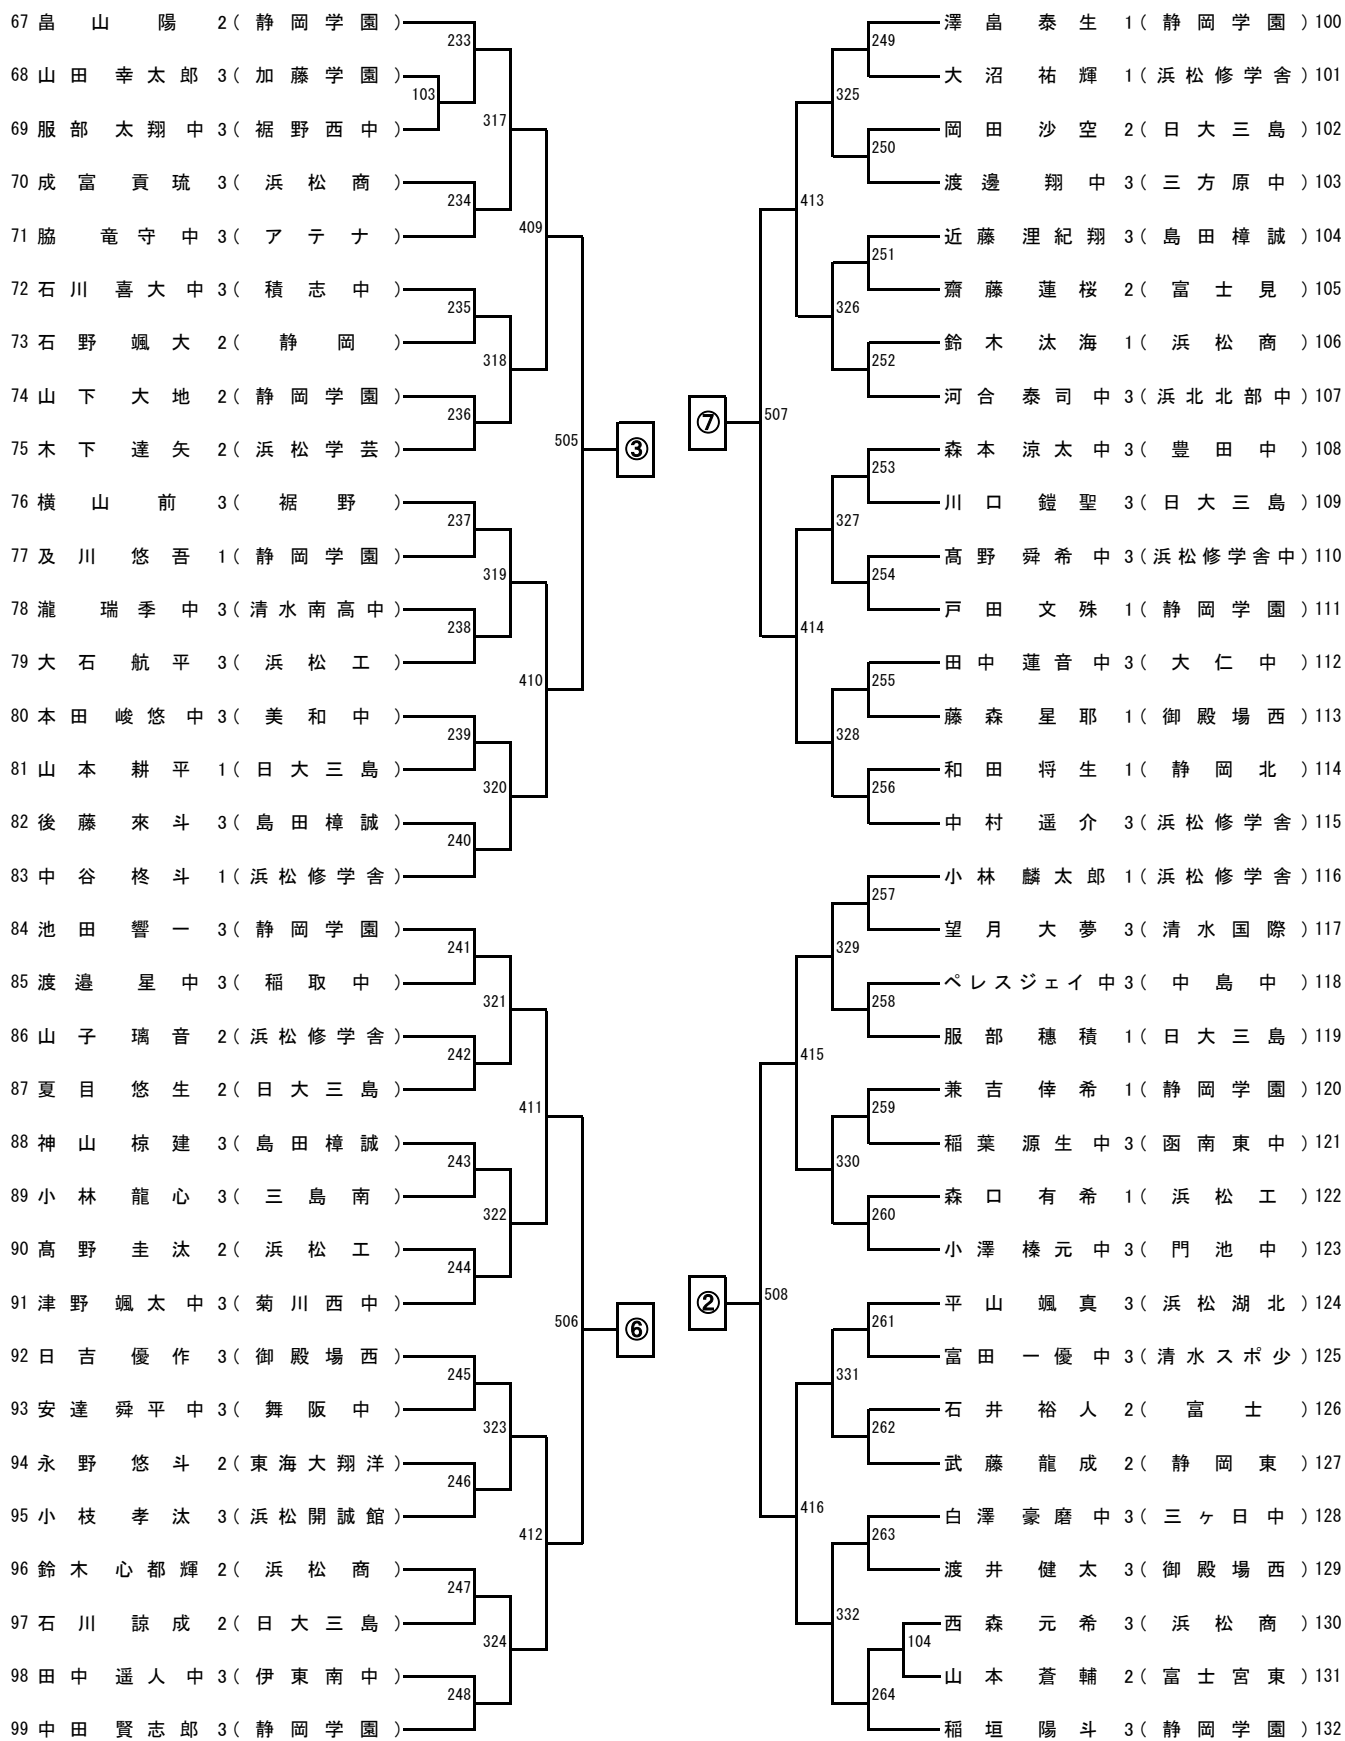 67 畠山 陽 2(静岡学園)
233
68 山田 幸太郎 3(加藤学園)
103
69 服部 太翔 中3(裾野西中)
317
70 成富 貢琉 3(浜松商)
234
71 脇 竜守 中3(アテナ)
409
72 石川 喜大 中3(積志中)
235
73 石野 颯大 2(静岡)
318
74 山下 大地 2(静岡学園)
236
75 木下 達矢 2(浜松学芸)
505
③
76 横山 前 3(裾野)
237
77 及川 悠吾 1(静岡学園)
319
78 瀧 瑞季 中3(清水南高中)
238
79 大石 航平 3(浜松工)
410
80 本田 峻悠 中3(美和中)
239
81 山本 耕平 1(日大三島)
320
82 後藤 來斗 3(島田樟誠)
240
83 中谷 柊斗 1(浜松修学舎)
84 池田 響一 3(静岡学園)
241
85 渡邉 星 中3(稲取中)
321
86 山子 璃音 2(浜松修学舎)
242
87 夏目 悠生 2(日大三島)
411
88 神山 椋建 3(島田樟誠)
243
89 小林 龍心 3(三島南)
322
90 髙野 圭汰 2(浜松工)
244
91 津野 颯太 中3(菊川西中)
506
⑥
92 日吉 優作 3(御殿場西)
245
93 安達 舜平 中3(舞阪中)
323
94 永野 悠斗 2(東海大翔洋)
246
95 小枝 孝汰 3(浜松開誠館)
412
96 鈴木 心都輝 2(浜松商)
247
97 石川 諒成 2(日大三島)
324
98 田中 遥人 中3(伊東南中)
248
99 中田 賢志郎 3(静岡学園)
澤畠 泰生 1(静岡学園)100
249
大沼 祐輝 1(浜松修学舎)101
325
岡田 沙空 2(日大三島)102
250
渡邊 翔 中3(三方原中)103
413
近藤 浬紀翔 3(島田樟誠)104
251
齋藤 蓮桜 2(富士見)105
326
鈴木 汰海 1(浜松商)106
252
河合 泰司 中3(浜北北部中)107
⑦
507
森本 涼太 中3(豊田中)108
253
川口 鎧聖 3(日大三島)109
327
髙野 舜希 中3(浜松修学舎中)110
254
戸田 文殊 1(静岡学園)111
414
田中 蓮音 中3(大仁中)112
255
藤森 星耶 1(御殿場西)113
328
和田 将生 1(静岡北)114
256
中村 遥介 3(浜松修学舎)115
小林 麟太郎 1(浜松修学舎)116
257
望月 大夢 3(清水国際)117
329
ペレスジェイ 中3(中島中)118
258
服部 穂積 1(日大三島)119
415
兼吉 倖希 1(静岡学園)120
259
稲葉 源生 中3(函南東中)121
330
森口 有希 1(浜松工)122
260
小澤 榛元 中3(門池中)123
②
508
平山 颯真 3(浜松湖北)124
261
富田 一優 中3(清水スポ少)125
331
石井 裕人 2(富士)126
262
武藤 龍成 2(静岡東)127
416
白澤 豪磨 中3(三ヶ日中)128
263
渡井 健太 3(御殿場西)129
332
西森 元希 3(浜松商)130
104
山本 蒼輔 2(富士宮東)131
264
稲垣 陽斗 3(静岡学園)132